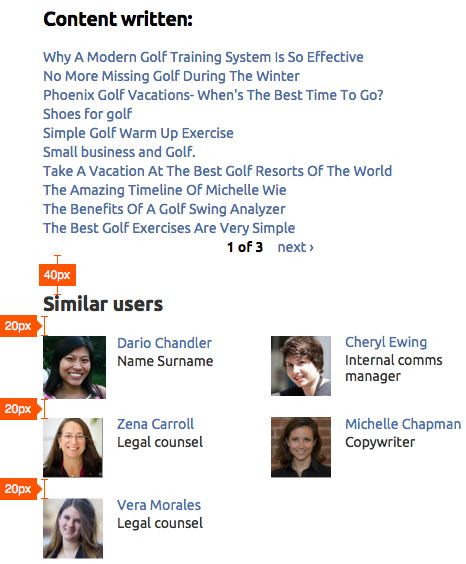 Content written:
Why A Modern Golf Training System Is So Effective
No More Missing Golf During The Winter
Phoenix Golf Vacations- When's The Best Time To Go?
Shoes for golf
Simple Golf Warm Up Exercise
Small business and Golf.
Take A Vacation At The Best Golf Resorts Of The World
The Amazing Timeline Of Michelle Wie
The Benefits Of A Golf Swing Analyzer
The Best Golf Exercises Are Very Simple
1 of 3 next ›
40px
Similar users
20px
Dario Chandler
Name Surname
Cheryl Ewing
Internal comms
manager
20px
Zena Carroll
Legal counsel
Michelle Chapman
Copywriter
20px
Vera Morales
Legal counsel